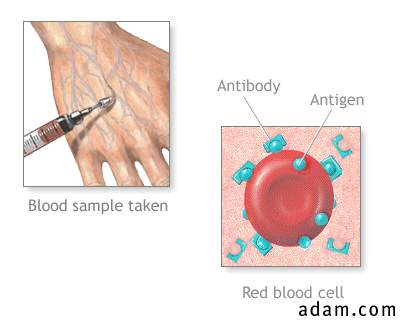 Antibody
Antigen
Blood sample taken
Red blood cell
adam.com